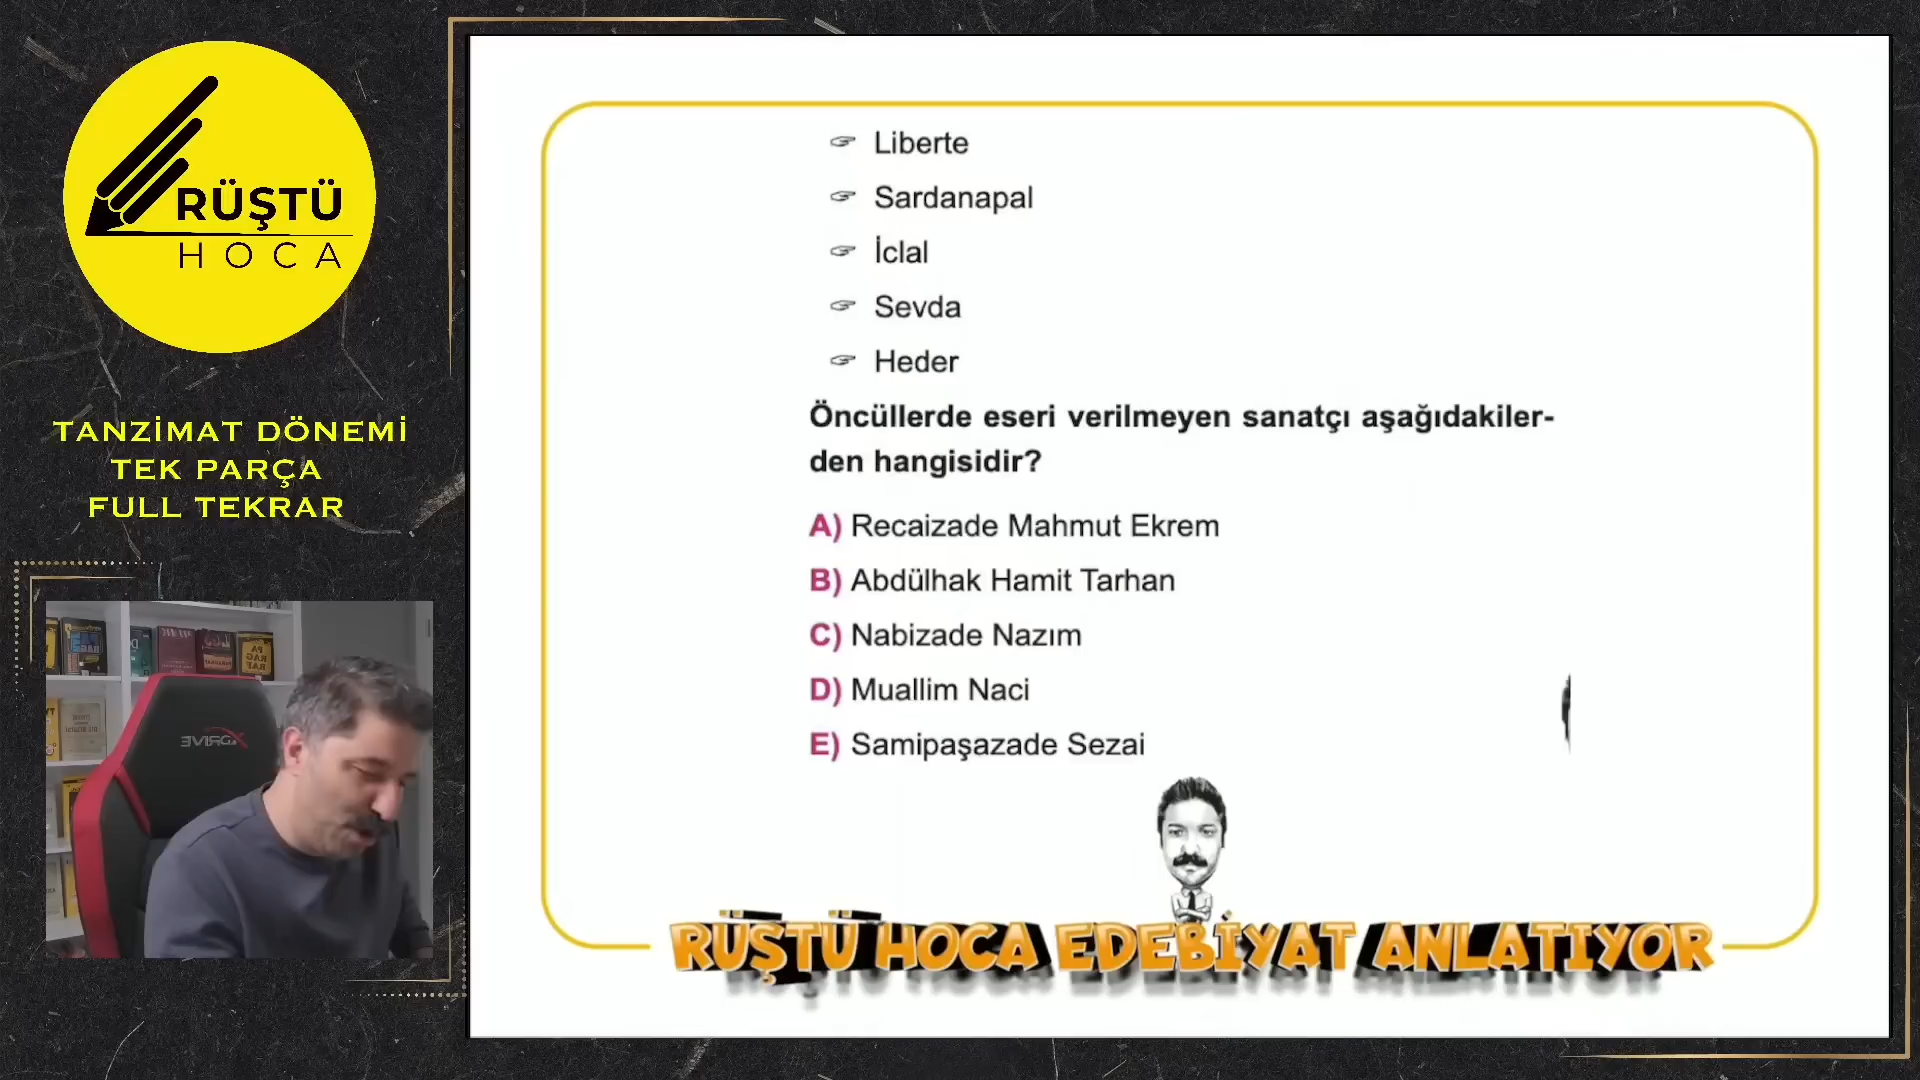 RÜŞTÜ
HOCA
TANZİMAT DÖNEMİ
TEK PARÇA
FULL TEKRAR
Liberte
Sardanapal
İclal
Sevda
Heder
Öncüllerde eseri verilmeyen sanatçı aşağıdakiler-
den hangisidir?
A) Recaizade Mahmut Ekrem
B) Abdülhak Hamit Tarhan
C) Nabizade Nazım
D) Muallim Naci
E) Samipaşazade Sezai
RÜŞTÜ HOCA EDEBİYAT ANLATIYOR